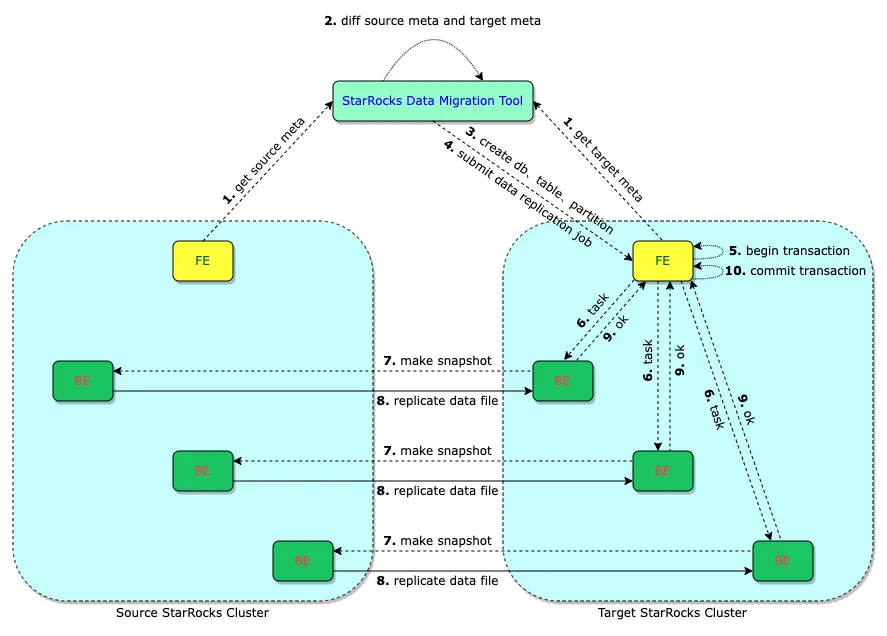 2. diff source meta and target meta
StarRocks Data Migration Tool
1. get source meta
1. get target meta
3. create db、table、partition
4. submit data replication job
FE
FE
5. begin transaction
10. commit transaction
6. task
9. ok
6. task
9. ok
6. task
9. ok
7. make snapshot
BE
BE
8. replicate data file
7. make snapshot
BE
BE
8. replicate data file
7. make snapshot
BE
BE
8. replicate data file
Source StarRocks Cluster
Target StarRocks Cluster